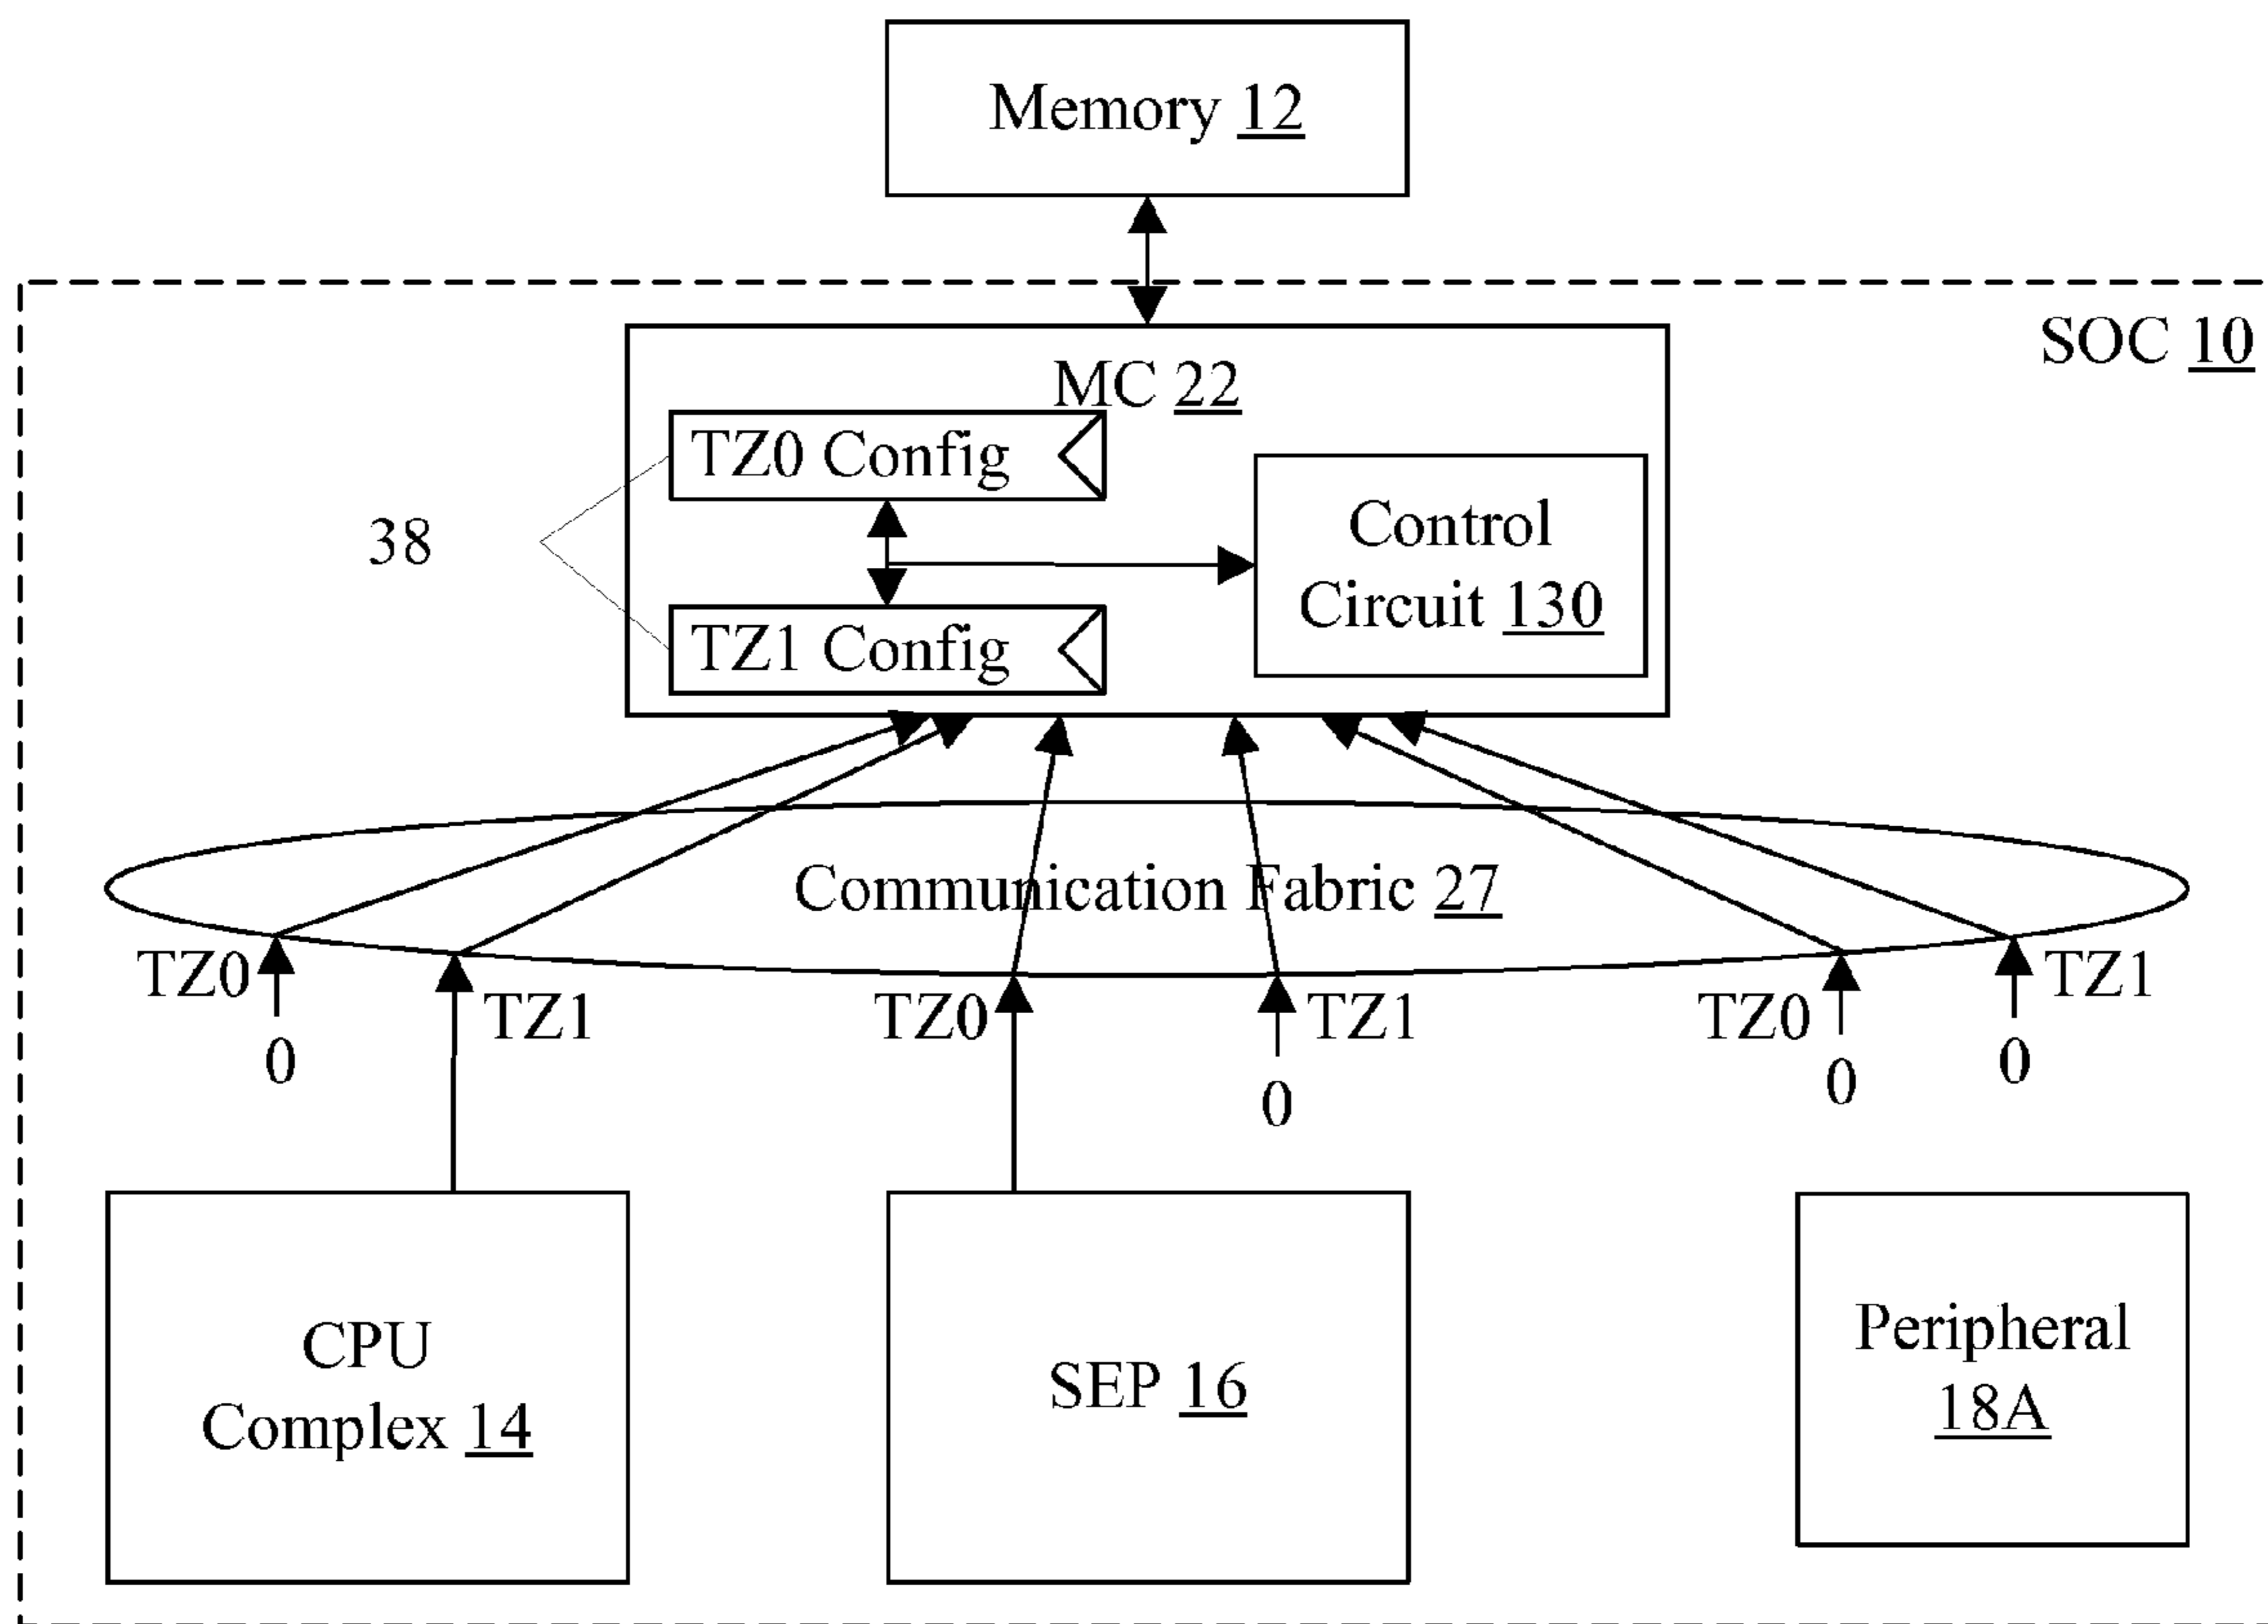 Memory 12
SOC 10
MC 22
TZ0 Config
38
Control
Circuit 130
TZ1 Config
Communication Fabric 27
TZ0
TZ1
TZ0
TZ1
TZ0
TZ1
0
0
0
0
CPU
Complex 14
SEP 16
Peripheral
18A